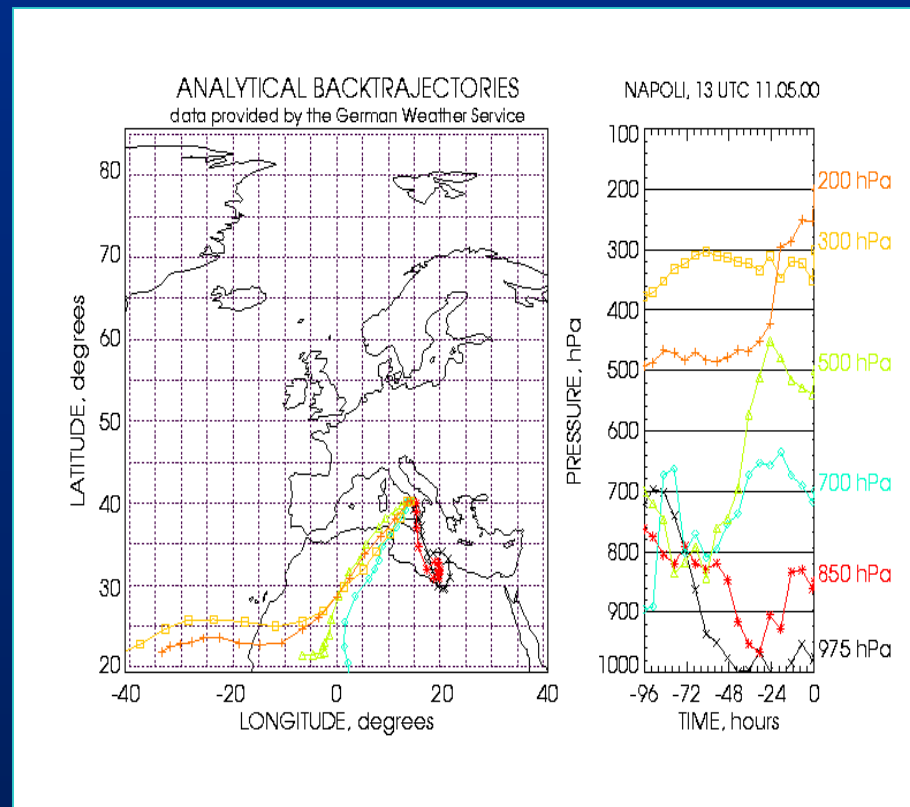 ANALYTICAL BACKTRAJECTORIES
data provided by the German Weather Service
LATITUDE, degrees
80
70
60
50
40
30
20
-40
-20
0
20
40
LONGITUDE, degrees
NAPOLI, 13 UTC 11.05.00
PRESSURE, hPa
100
200
300
400
500
600
700
800
900
1000
-96
-72
-48
-24
0
TIME, hours
200 hPa
300 hPa
500 hPa
700 hPa
850 hPa
975 hPa